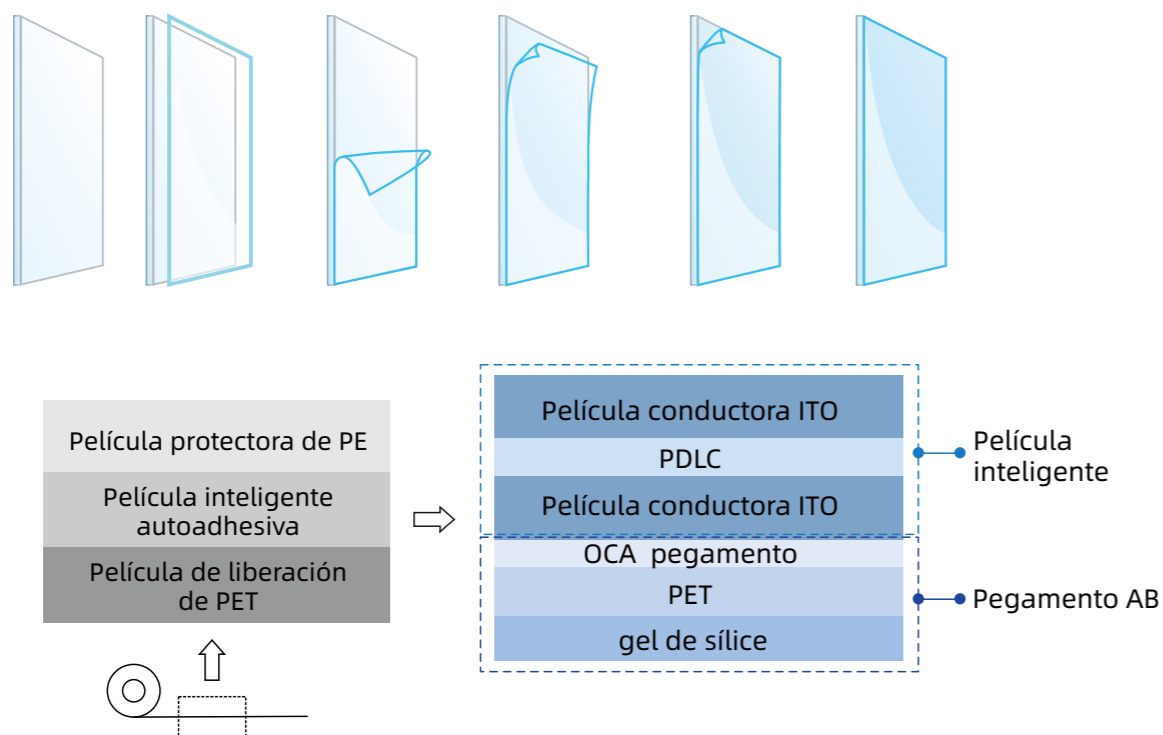 Película protectora de PE
Película inteligente
autoadhesiva
Película de liberación
de PET
Película conductora ITO
PDLC
Película conductora ITO
OCA pegamento
PET
gel de sílice
Película
inteligente
Pegamento AB